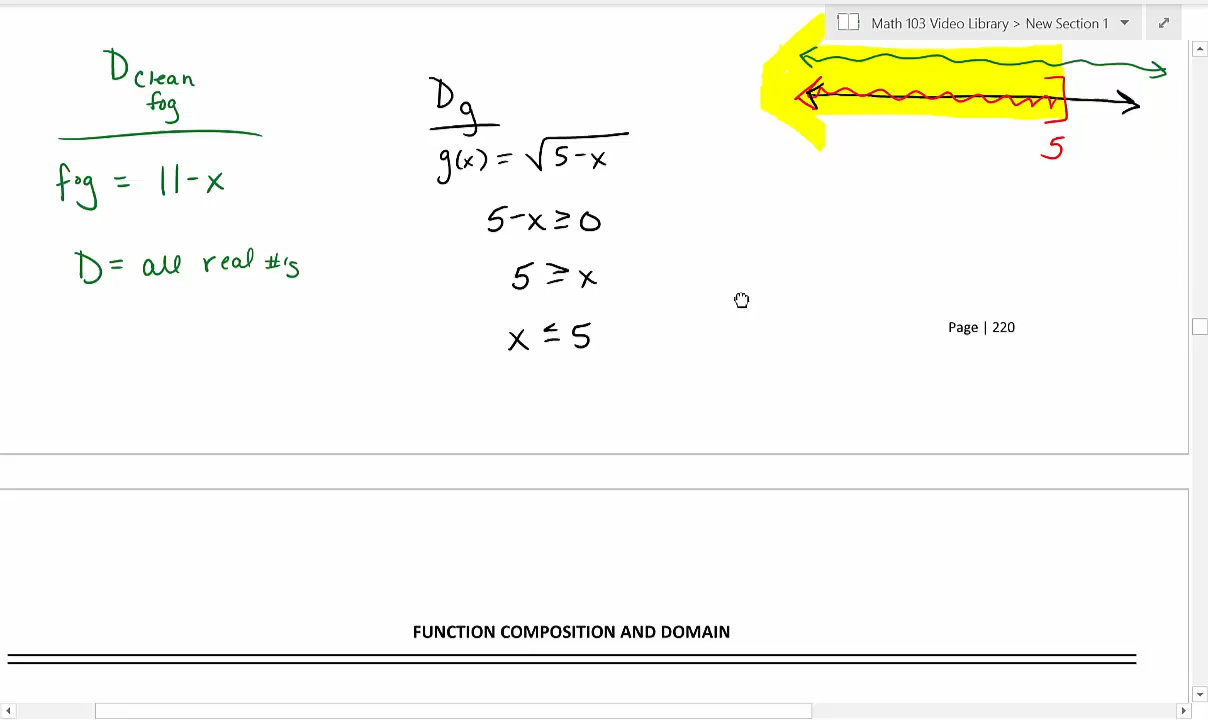 Math 103 Video Library > New Section 1
D clean
fog
fog = 11-x
D = all real #'s
D g
g(x) = √5-x
5-x ≥ 0
5 ≥ x
x ≤ 5
5
Page | 220
FUNCTION COMPOSITION AND DOMAIN